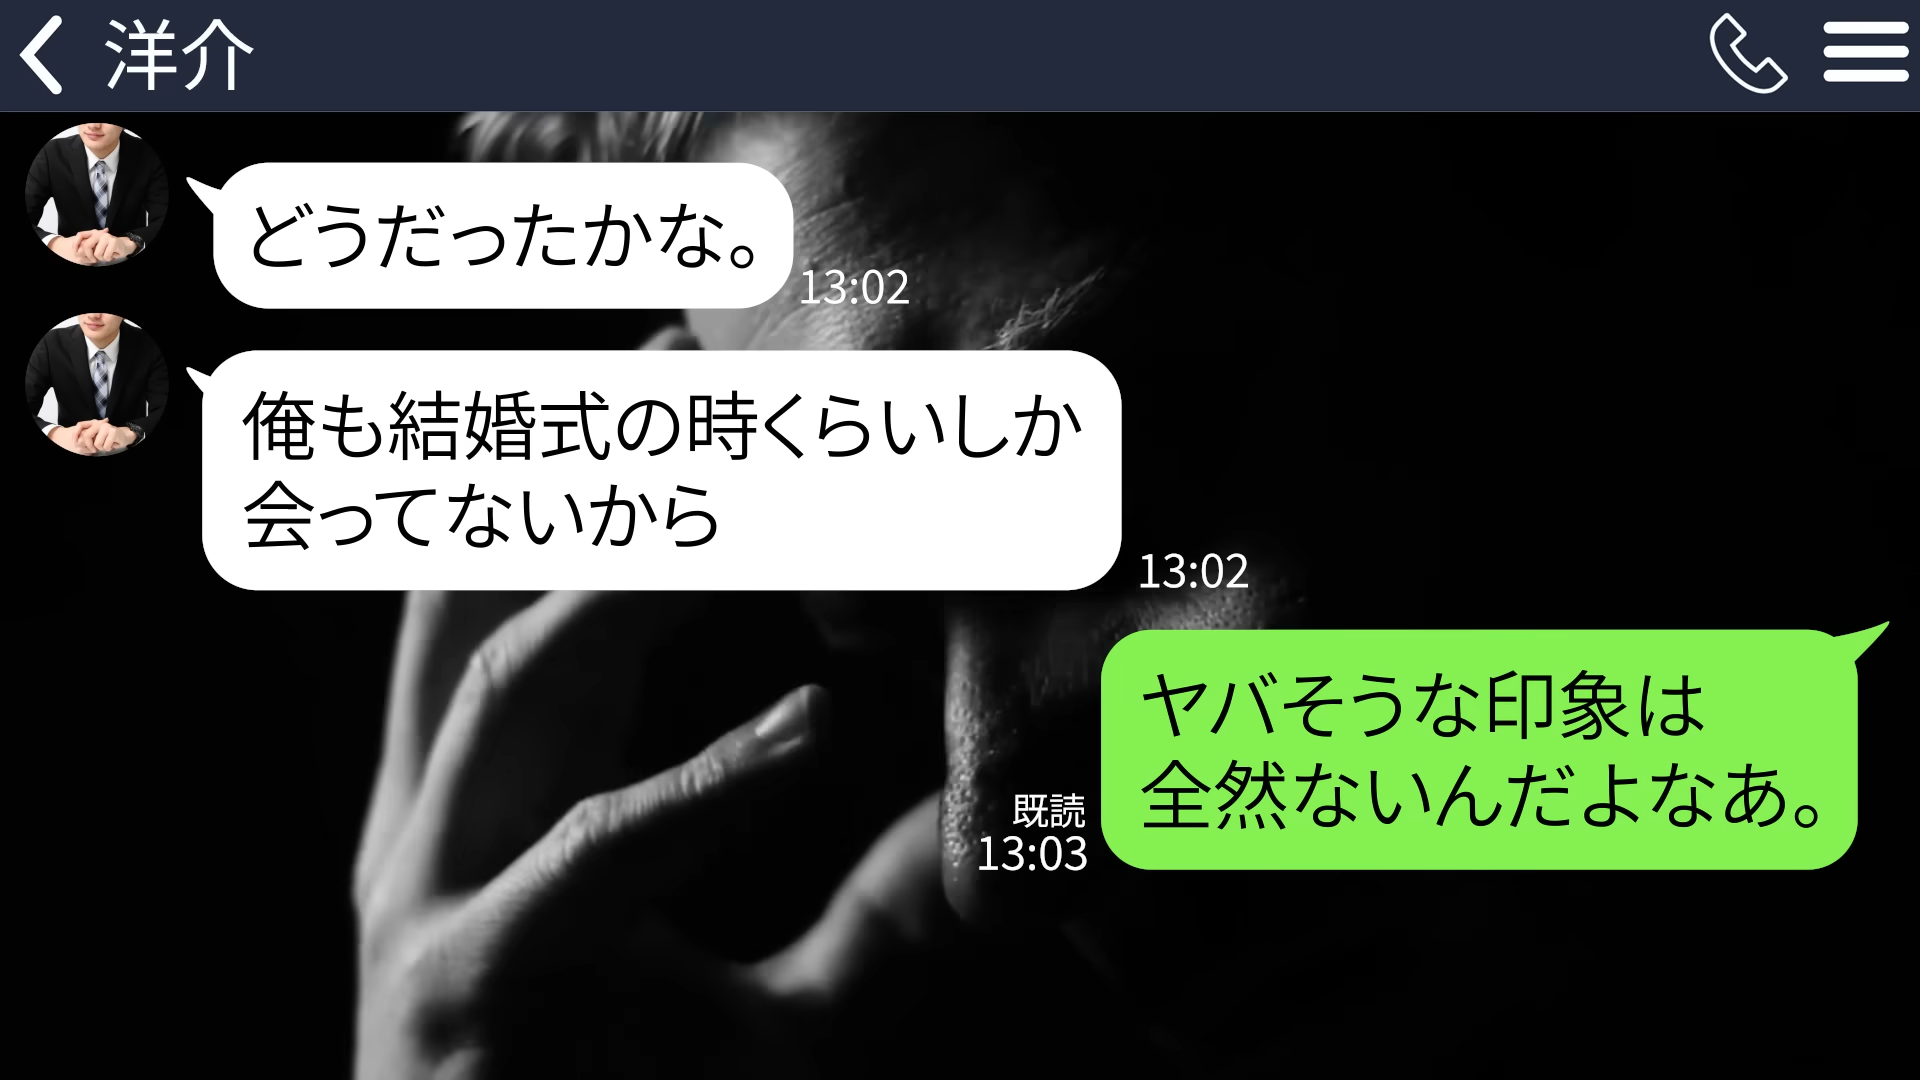 洋介
どうだったかな。
13:02
俺も結婚式の時くらいしか
会ってないから
13:02
ヤバそうな印象は
全然ないんだよなあ。
既読
13:03